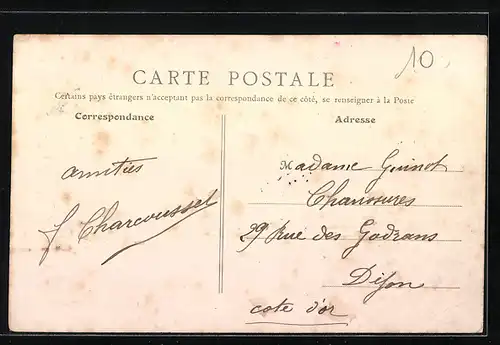 10
CARTE POSTALE
Certains pays étrangers n'acceptant pas la correspondance de ce côté, se renseigner à la Poste
Correspondance
Adresse
amitiés
J Charcousset
Madame Guinot
Chaussures
29 Rue des Godrans
Dijon
cote d'or